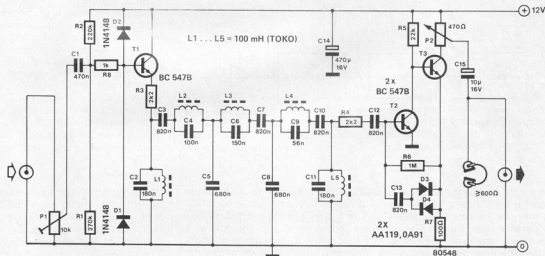 12V
R2
220k
1N4148
D2
L1 ... L5 = 100 mH (TOKO)
C14
470µ
16V
R5
22k
P2
470Ω
T1
BC 547B
T3
C1
470n
1k
R8
R3
2k2
C15
10µ
16V
2x
BC 547B
L2
L3
L4
C3
820n
C4
100n
C6
150n
C7
820n
C9
56n
C10
820n
R4
2k2
C12
820n
T2
R6
1M
≥600Ω
C2
180n
L1
C5
680n
C8
680n
C11
180n
L5
C13
820n
D3
D4
P1
10k
R1
270k
1N4148
D1
2X
AA119,0A91
R7
100Ω
80548
0